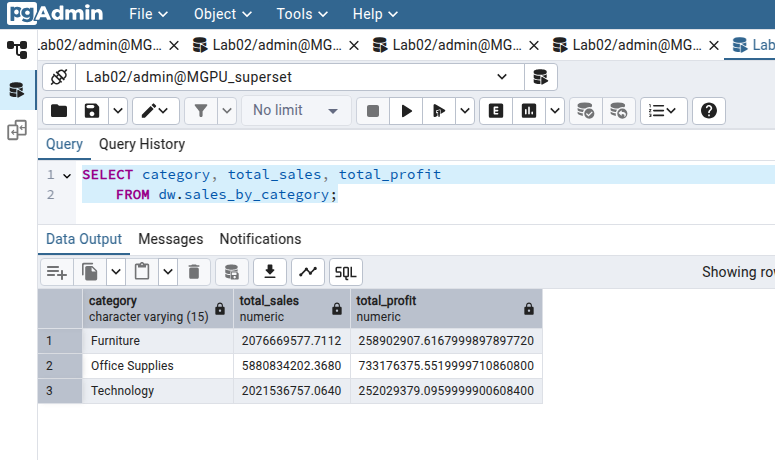 pgAdmin File Object Tools Help
Lab02/admin@MG... Lab02/admin@MG... Lab02/admin@MG... Lab02/admin@MG... Lab
Lab02/admin@MGPU_superset
No limit E SQL
Query Query History
1 SELECT category, total_sales, total_profit
2 FROM dw.sales_by_category;
Data Output Messages Notifications
SQL Showing row
category total_sales total_profit
character varying (15) numeric numeric
1 Furniture 2076669577.7112 258902907.6167999897897720
2 Office Supplies 5880834202.3680 733176375.5519999710860800
3 Technology 2021536757.0640 252029379.0959999900608400